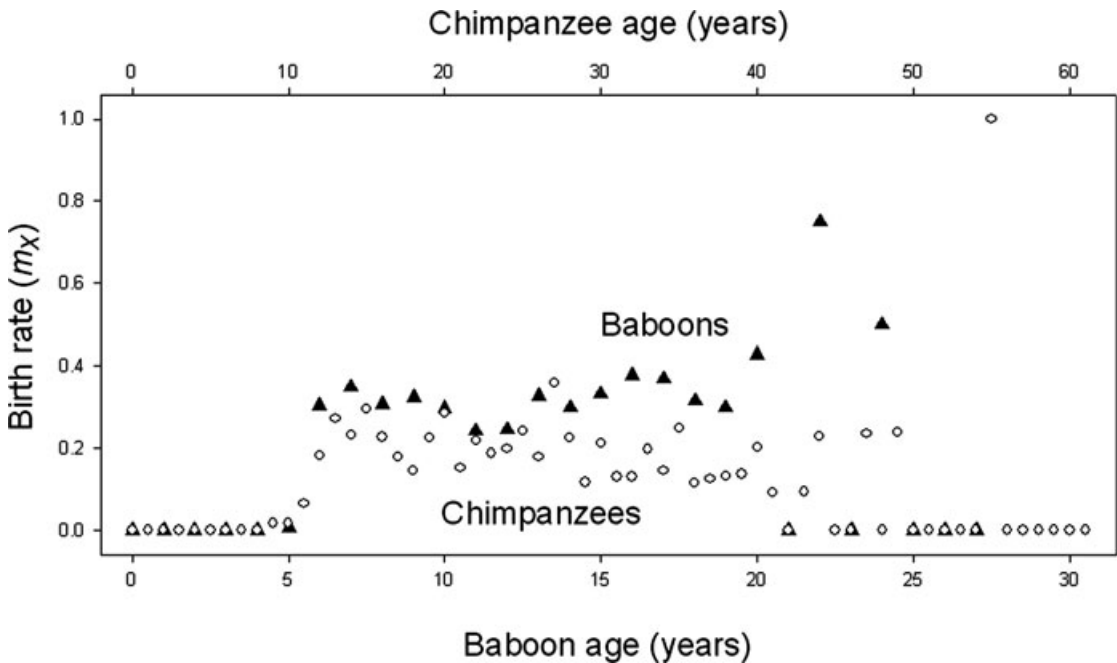 Chimpanzee age (years)
0 10 20 30 40 50 60
1.0
0.8
0.6
0.4
0.2
0.0
Birth rate (mX)
Baboons
Chimpanzees
0 5 10 15 20 25 30
Baboon age (years)